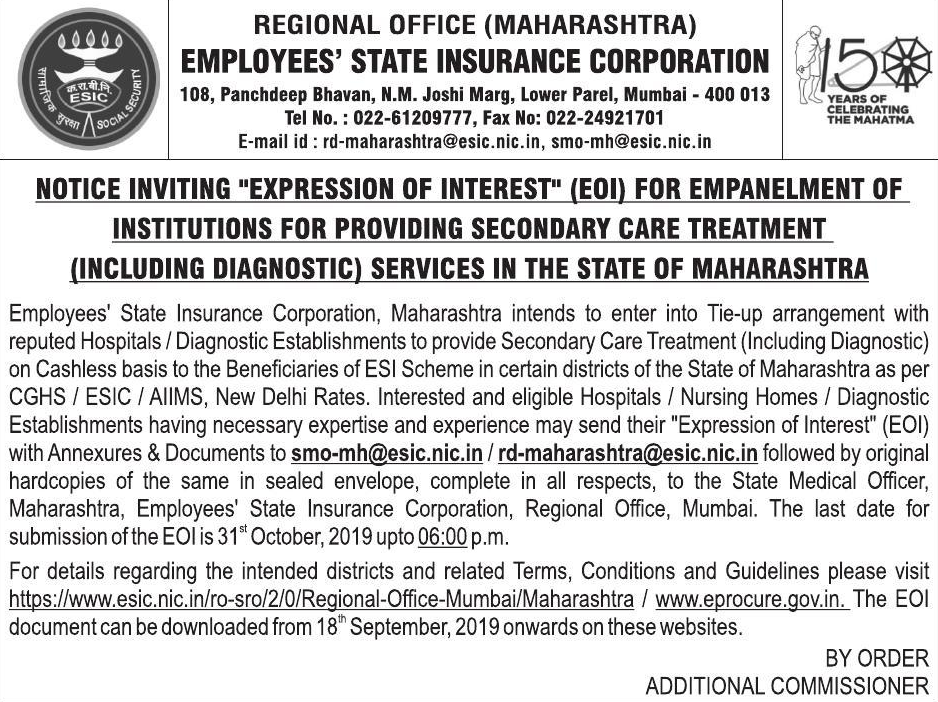 REGIONAL OFFICE (MAHARASHTRA)
EMPLOYEES' STATE INSURANCE CORPORATION
108, Panchdeep Bhavan, N.M. Joshi Marg, Lower Parel, Mumbai - 400 013
Tel No. : 022-61209777, Fax No: 022-24921701
E-mail id : rd-maharashtra@esic.nic.in, smo-mh@esic.nic.in
क.रा.बी.नि.
ESIC
सामाजिक सुरक्षा
SOCIAL SECURITY
150
YEARS OF
CELEBRATING
THE MAHATMA
NOTICE INVITING "EXPRESSION OF INTEREST" (EOI) FOR EMPANELMENT OF
INSTITUTIONS FOR PROVIDING SECONDARY CARE TREATMENT
(INCLUDING DIAGNOSTIC) SERVICES IN THE STATE OF MAHARASHTRA
Employees' State Insurance Corporation, Maharashtra intends to enter into Tie-up arrangement with
reputed Hospitals / Diagnostic Establishments to provide Secondary Care Treatment (Including Diagnostic)
on Cashless basis to the Beneficiaries of ESI Scheme in certain districts of the State of Maharashtra as per
CGHS / ESIC / AIIMS, New Delhi Rates. Interested and eligible Hospitals / Nursing Homes / Diagnostic
Establishments having necessary expertise and experience may send their "Expression of Interest" (EOI)
with Annexures & Documents to smo-mh@esic.nic.in / rd-maharashtra@esic.nic.in followed by original
hardcopies of the same in sealed envelope, complete in all respects, to the State Medical Officer,
Maharashtra, Employees' State Insurance Corporation, Regional Office, Mumbai. The last date for
submission of the EOI is 31st October, 2019 upto 06:00 p.m.
For details regarding the intended districts and related Terms, Conditions and Guidelines please visit
https://www.esic.nic.in/ro-sro/2/0/Regional-Office-Mumbai/Maharashtra / www.eprocure.gov.in. The EOI
document can be downloaded from 18th September, 2019 onwards on these websites.
BY ORDER
ADDITIONAL COMMISSIONER